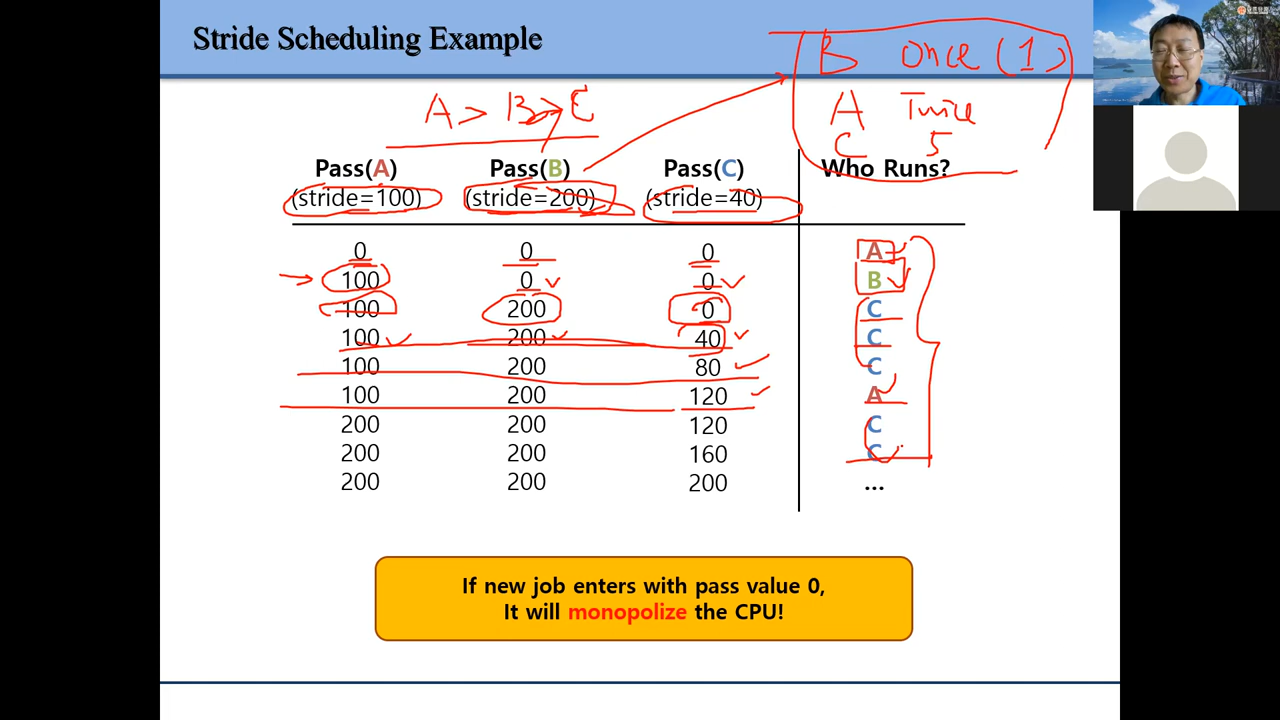 Stride Scheduling Example
B Once (1)
A Twice
C 5
A > B > C
Pass(A) Pass(B) Pass(C) Who Runs?
(stride=100) (stride=200) (stride=40)
0 0 0 A
100 0 0 B
100 200 0 C
100 200 40 C
100 200 80 C
100 200 120 A
200 200 120 C
200 200 160 C
200 200 200 ...
If new job enters with pass value 0,
It will monopolize the CPU!